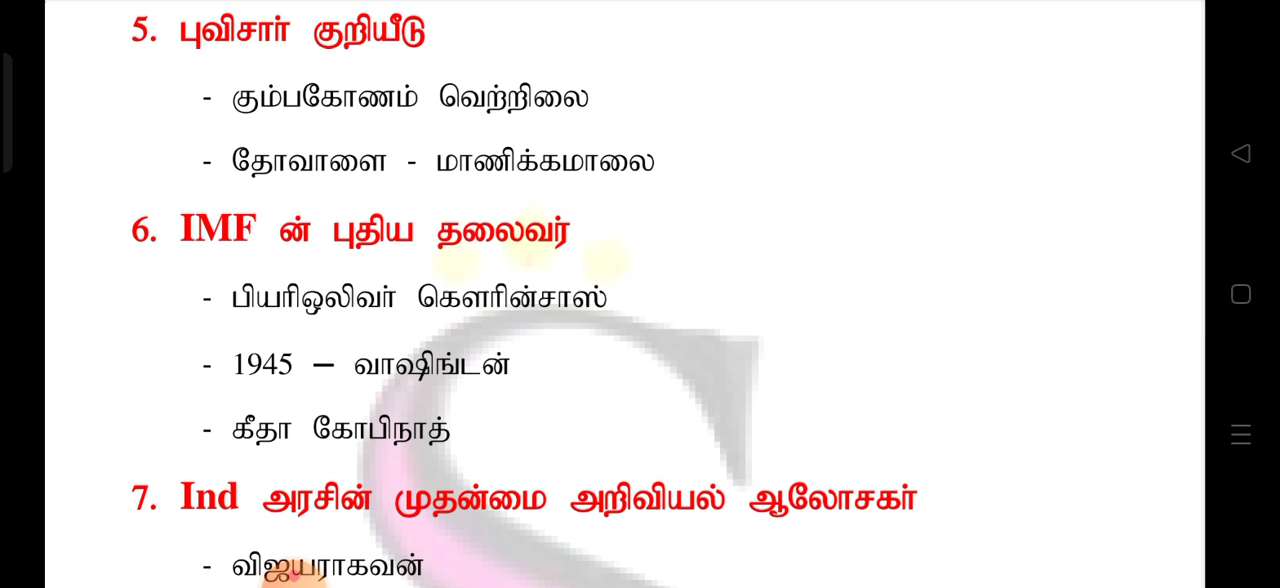 5. புவிசார் குறியீடு
- கும்பகோணம் வெற்றிலை
- தோவாளை - மாணிக்கமாலை
6. IMF ன் புதிய தலைவர்
- பியரிஒலிவர் கௌரின்சாஸ்
- 1945 – வாஷிங்டன்
- கீதா கோபிநாத்
7. Ind அரசின் முதன்மை அறிவியல் ஆலோசகர்
- விஜயராகவன்